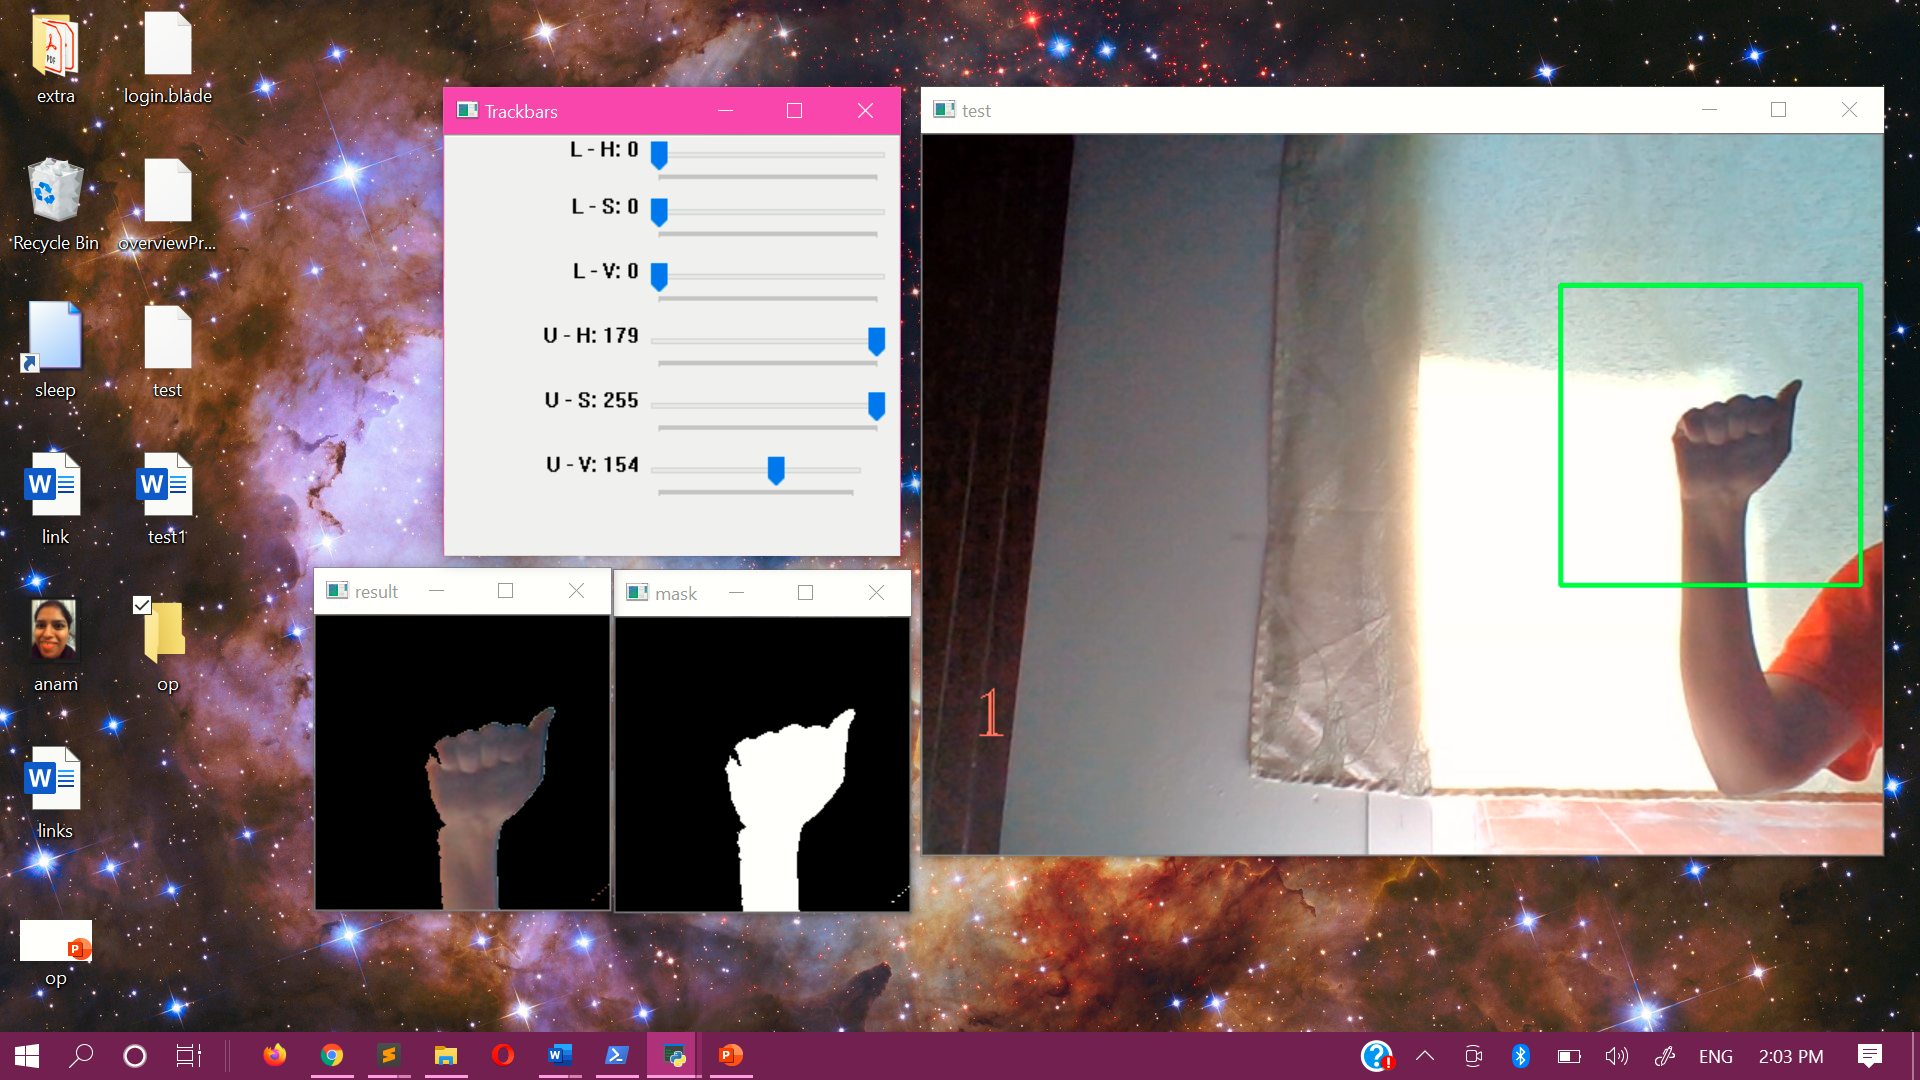 extra
login.blade
Recycle Bin
overviewPr...
sleep
test
link
test1
anam
op
links
op
Trackbars
L - H: 0
L - S: 0
L - V: 0
U - H: 179
U - S: 255
U - V: 154
result
mask
test
1
ENG
2:03 PM